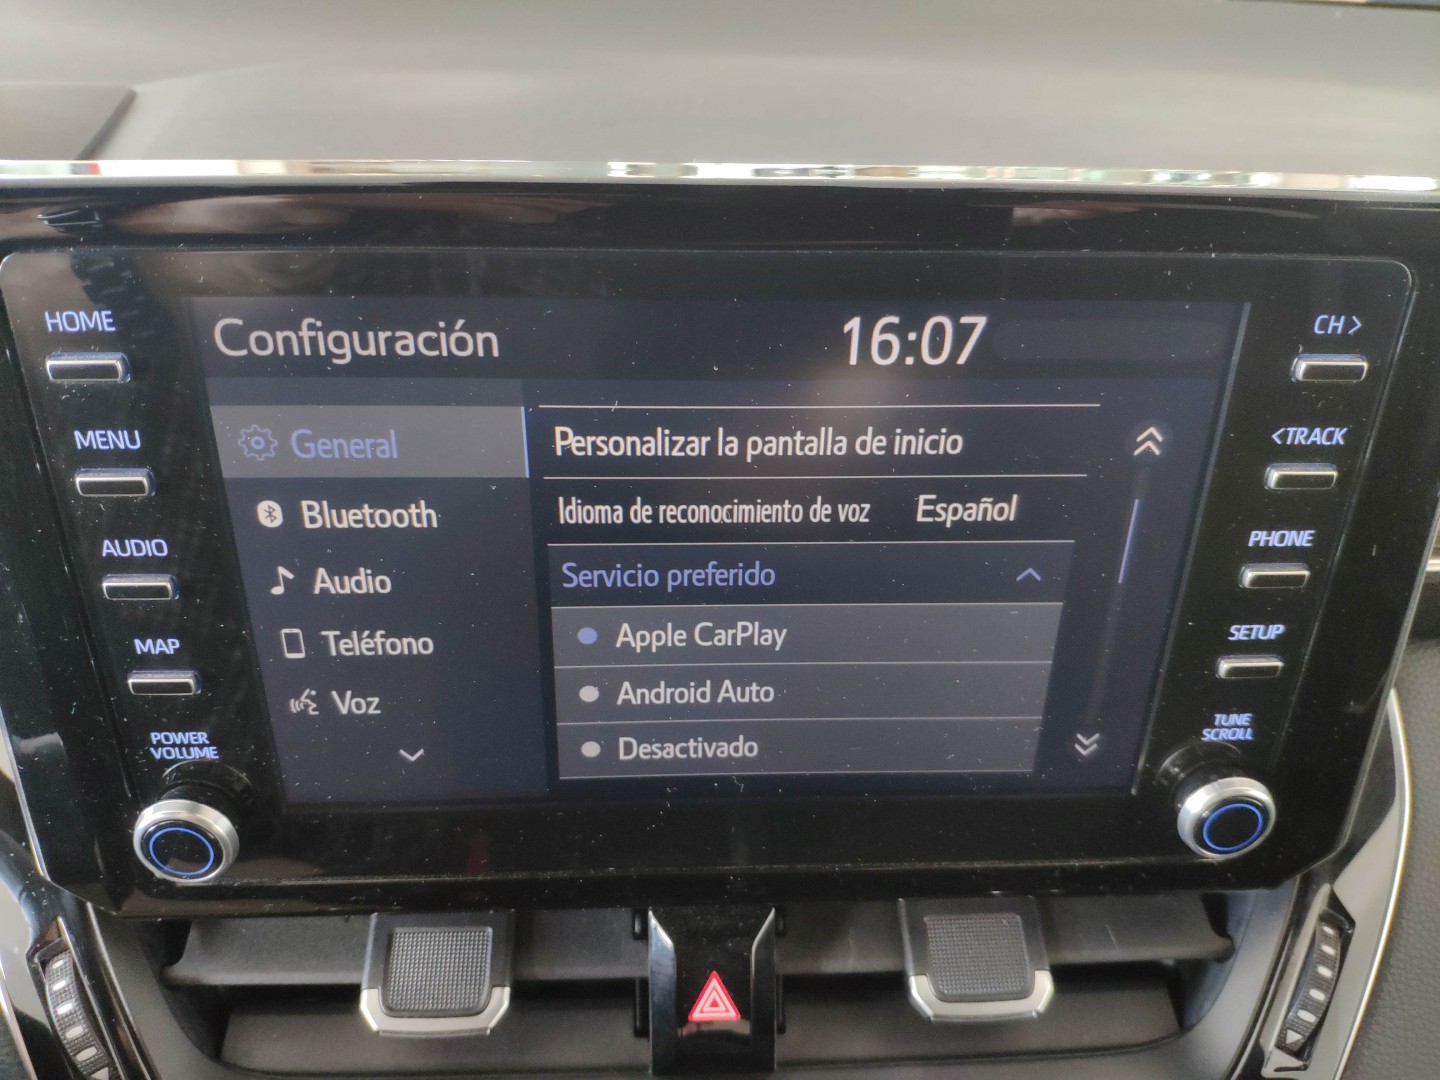 HOME
MENU
AUDIO
MAP
POWER
VOLUME
Configuración 16:07
General
Bluetooth
Audio
Teléfono
Voz
Personalizar la pantalla de inicio
Idioma de reconocimiento de voz Español
Servicio preferido
Apple CarPlay
Android Auto
Desactivado
CH >
<TRACK
PHONE
SETUP
TUNE
SCROLL